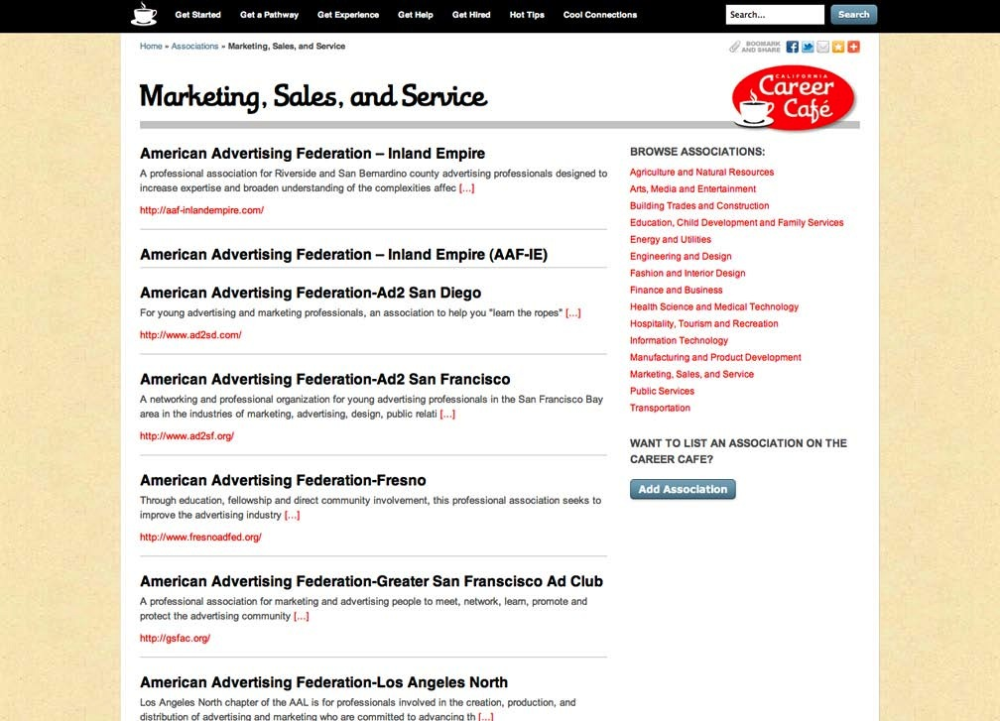 Get Started Get a Pathway Get Experience Get Help Get Hired Hot Tips Cool Connections Search... Search
Home » Associations » Marketing, Sales, and Service
BOOMARK
AND SHARE
Marketing, Sales, and Service
CALIFORNIA
Career
Café
American Advertising Federation – Inland Empire
A professional association for Riverside and San Bernardino county advertising professionals designed to
increase expertise and broaden understanding of the complexities affec [...]
http://aaf-inlandempire.com/
American Advertising Federation – Inland Empire (AAF-IE)
American Advertising Federation-Ad2 San Diego
For young advertising and marketing professionals, an association to help you "learn the ropes" [...]
http://www.ad2sd.com/
American Advertising Federation-Ad2 San Francisco
A networking and professional organization for young advertising professionals in the San Francisco Bay
area in the industries of marketing, advertising, design, public relati [...]
http://www.ad2sf.org/
American Advertising Federation-Fresno
Through education, fellowship and direct community involvement, this professional association seeks to
improve the advertising industry [...]
http://www.fresnoadfed.org/
American Advertising Federation-Greater San Franscisco Ad Club
A professional association for marketing and advertising people to meet, network, learn, promote and
protect the advertising community [...]
http://gsfac.org/
American Advertising Federation-Los Angeles North
Los Angeles North chapter of the AAL is for professionals involved in the creation, production, and
distribution of advertising and marketing who are committed to advancing th [...]
BROWSE ASSOCIATIONS:
Agriculture and Natural Resources
Arts, Media and Entertainment
Building Trades and Construction
Education, Child Development and Family Services
Energy and Utilities
Engineering and Design
Fashion and Interior Design
Finance and Business
Health Science and Medical Technology
Hospitality, Tourism and Recreation
Information Technology
Manufacturing and Product Development
Marketing, Sales, and Service
Public Services
Transportation
WANT TO LIST AN ASSOCIATION ON THE
CAREER CAFE?
Add Association